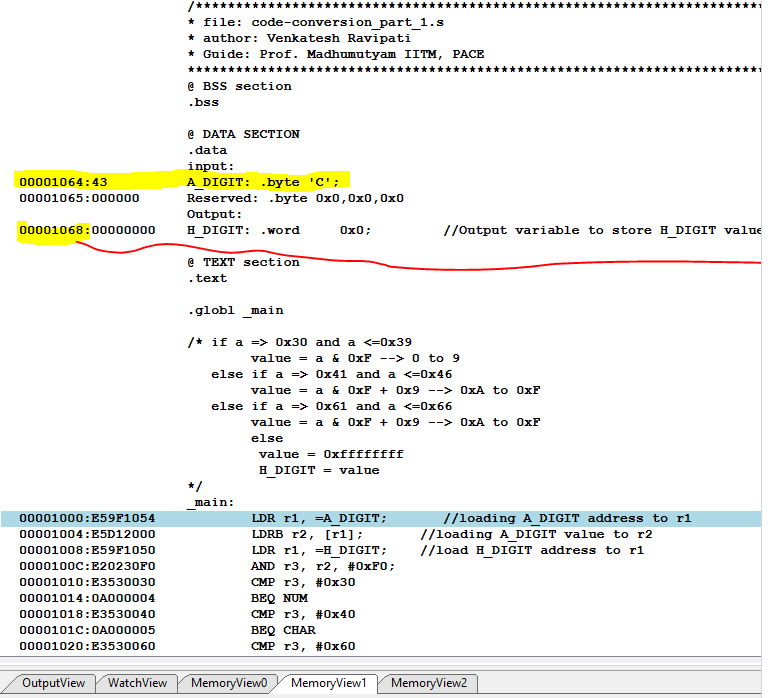 /***********************************************************************
* file: code-conversion_part_1.s
* author: Venkatesh Ravipati
* Guide: Prof. Madhumutyam IITM, PACE
************************************************************************
@ BSS section
.bss
@ DATA SECTION
.data
input:
00001064:43 A_DIGIT: .byte 'C';
00001065:000000 Reserved: .byte 0x0,0x0,0x0
Output:
00001068:00000000 H_DIGIT: .word 0x0; //Output variable to store H_DIGIT value
@ TEXT section
.text
.globl _main
/* if a => 0x30 and a <=0x39
value = a & 0xF --> 0 to 9
else if a => 0x41 and a <=0x46
value = a & 0xF + 0x9 --> 0xA to 0xF
else if a => 0x61 and a <=0x66
value = a & 0xF + 0x9 --> 0xA to 0xF
else
value = 0xffffffff
H_DIGIT = value
*/
_main:
00001000:E59F1054 LDR r1, =A_DIGIT; //loading A_DIGIT address to r1
00001004:E5D12000 LDRB r2, [r1]; //loading A_DIGIT value to r2
00001008:E59F1050 LDR r1, =H_DIGIT; //load H_DIGIT address to r1
0000100C:E20230F0 AND r3, r2, #0xF0;
00001010:E3530030 CMP r3, #0x30
00001014:0A000004 BEQ NUM
00001018:E3530040 CMP r3, #0x40
0000101C:0A000005 BEQ CHAR
00001020:E3530060 CMP r3, #0x60
OutputView WatchView MemoryView0 MemoryView1 MemoryView2